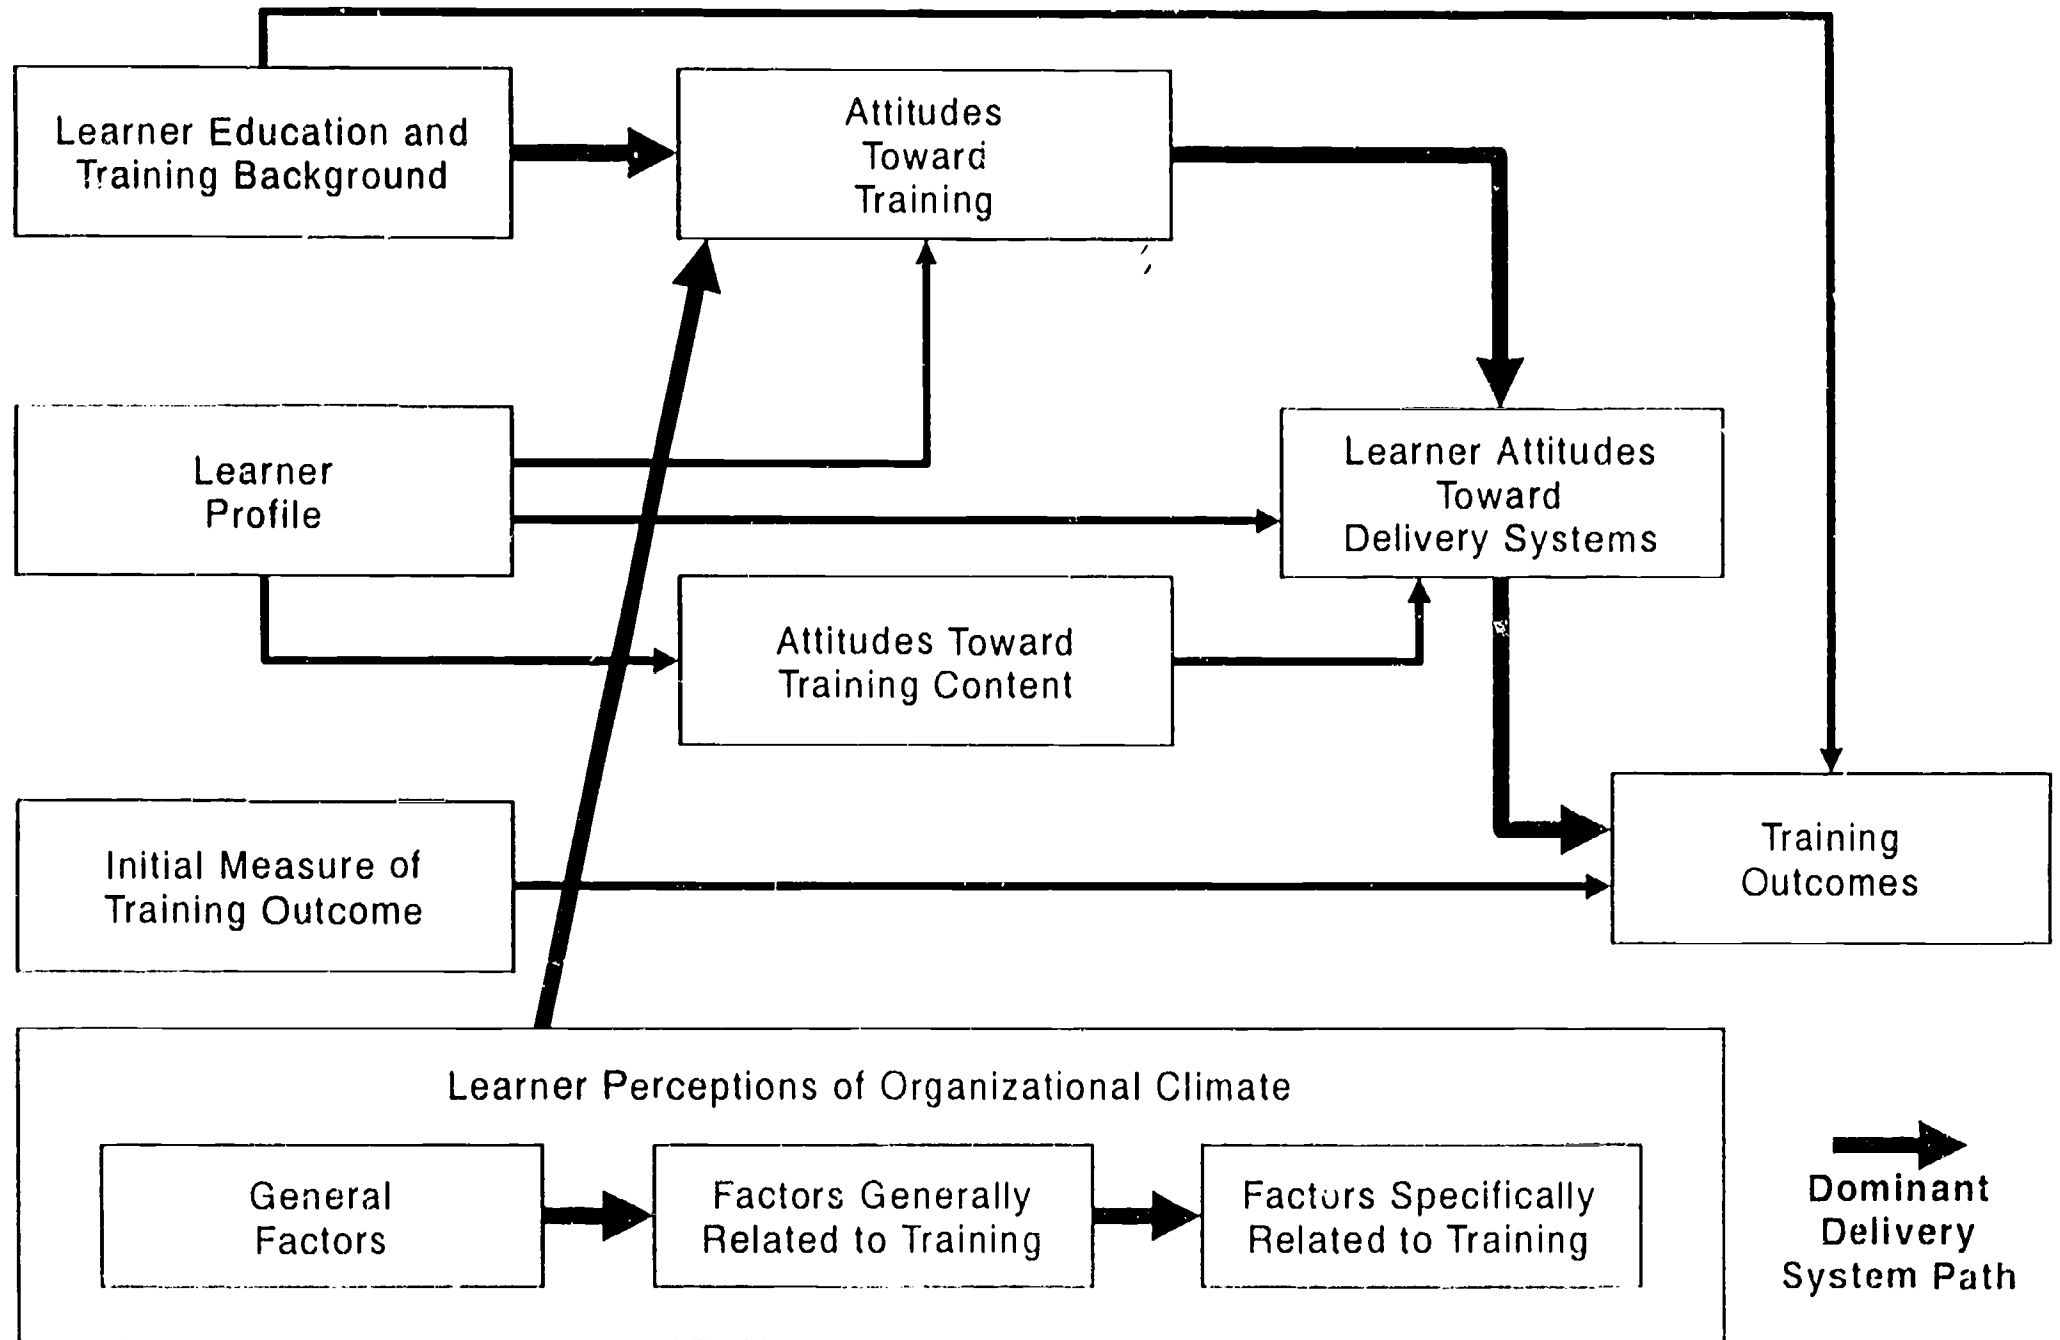 Learner Education and
Training Background
Attitudes
Toward
Training
Learner
Profile
Learner Attitudes
Toward
Delivery Systems
Attitudes Toward
Training Content
Initial Measure of
Training Outcome
Training
Outcomes
Learner Perceptions of Organizational Climate
General
Factors
Factors Generally
Related to Training
Factors Specifically
Related to Training
Dominant
Delivery
System Path